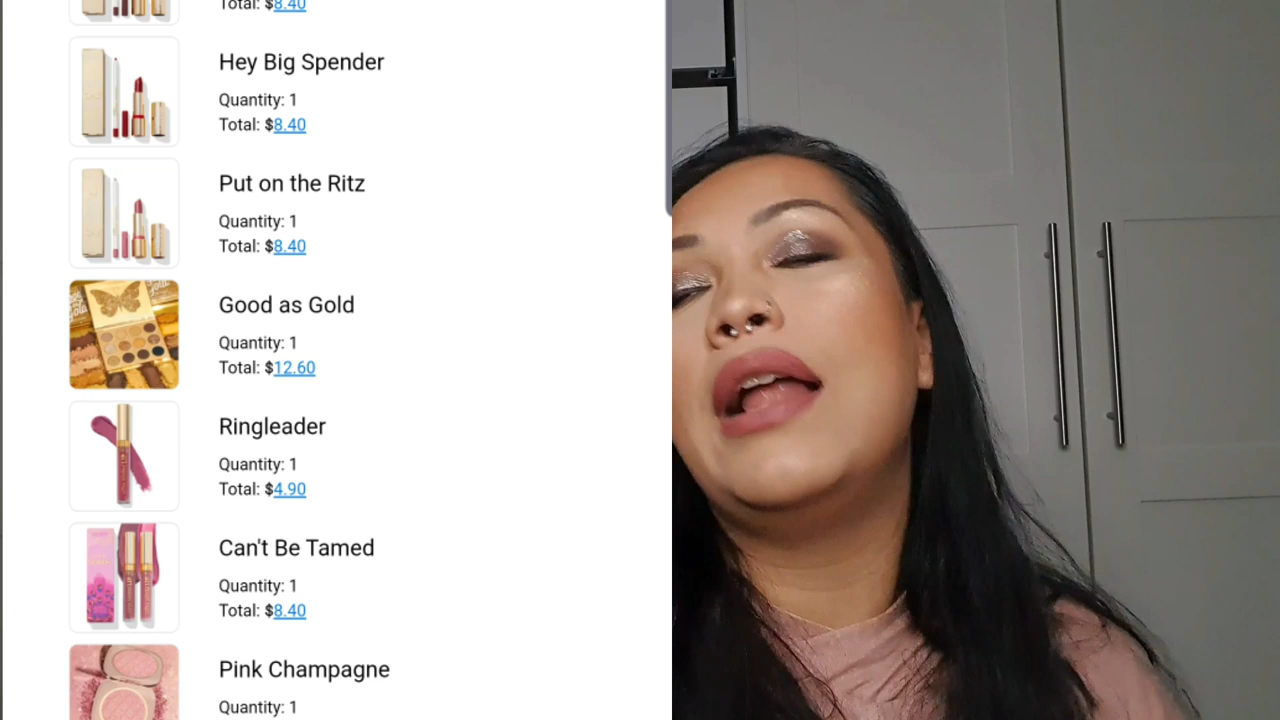 Total: $8.40
Hey Big Spender
Quantity: 1
Total: $8.40
Put on the Ritz
Quantity: 1
Total: $8.40
Good as Gold
Quantity: 1
Total: $12.60
Ringleader
Quantity: 1
Total: $4.90
Can't Be Tamed
Quantity: 1
Total: $8.40
Pink Champagne
Quantity: 1